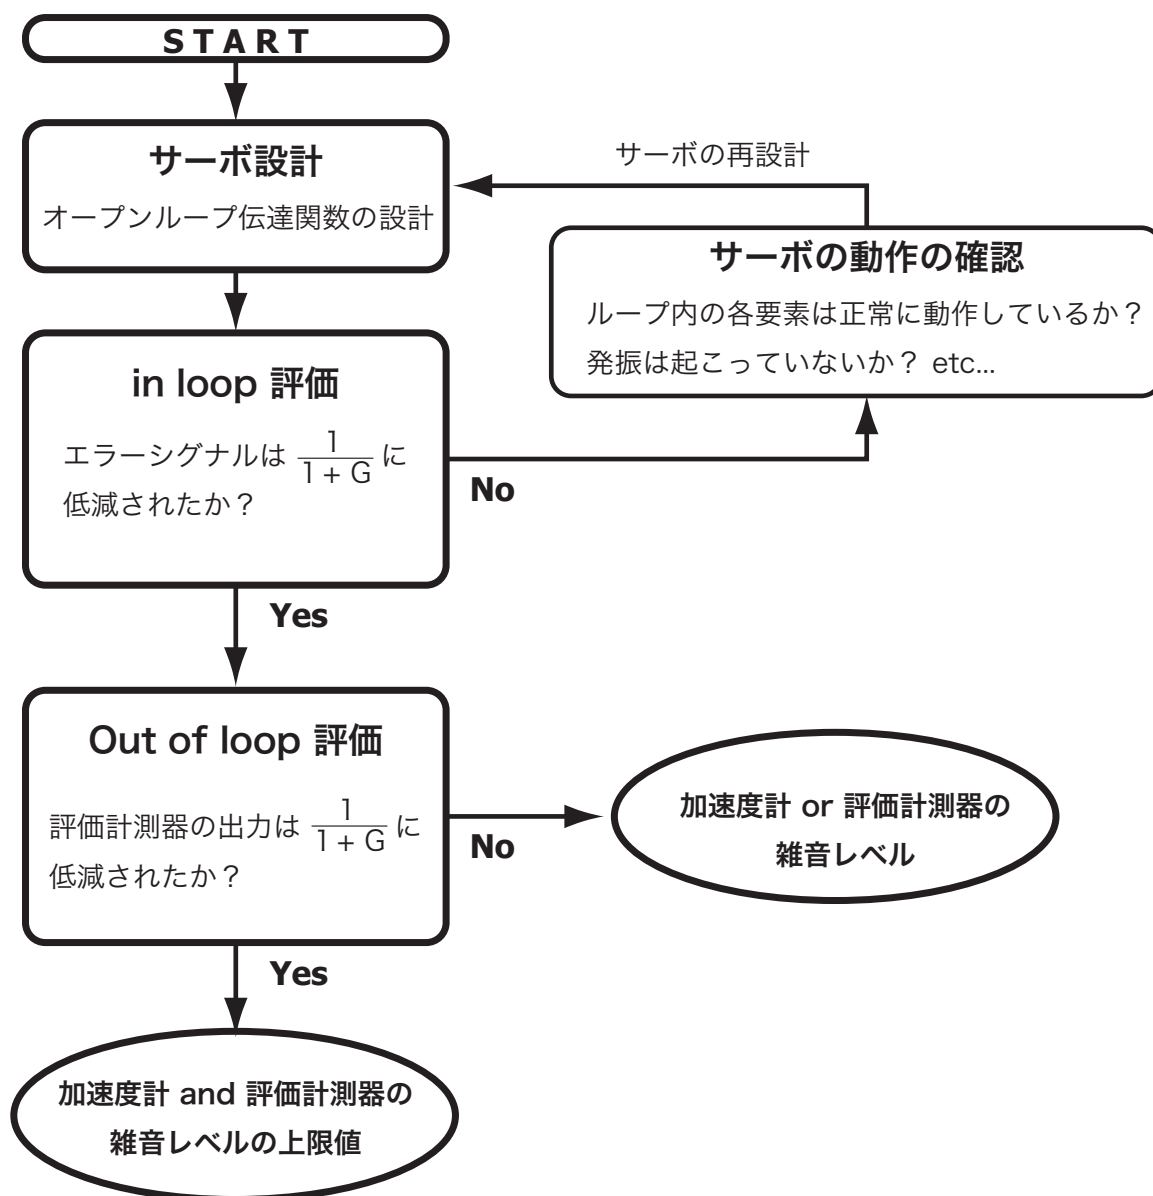 START
サーボ設計
オープンループ伝達関数の設計
サーボの再設計
サーボの動作の確認
ループ内の各要素は正常に動作しているか？
発振は起こっていないか？ etc...
in loop 評価
エラーシグナルは 1/(1 + G) に
低減されたか？
No
Yes
Out of loop 評価
評価計測器の出力は 1/(1 + G) に
低減されたか？
No
加速度計 or 評価計測器の
雑音レベル
Yes
加速度計 and 評価計測器の
雑音レベルの上限値